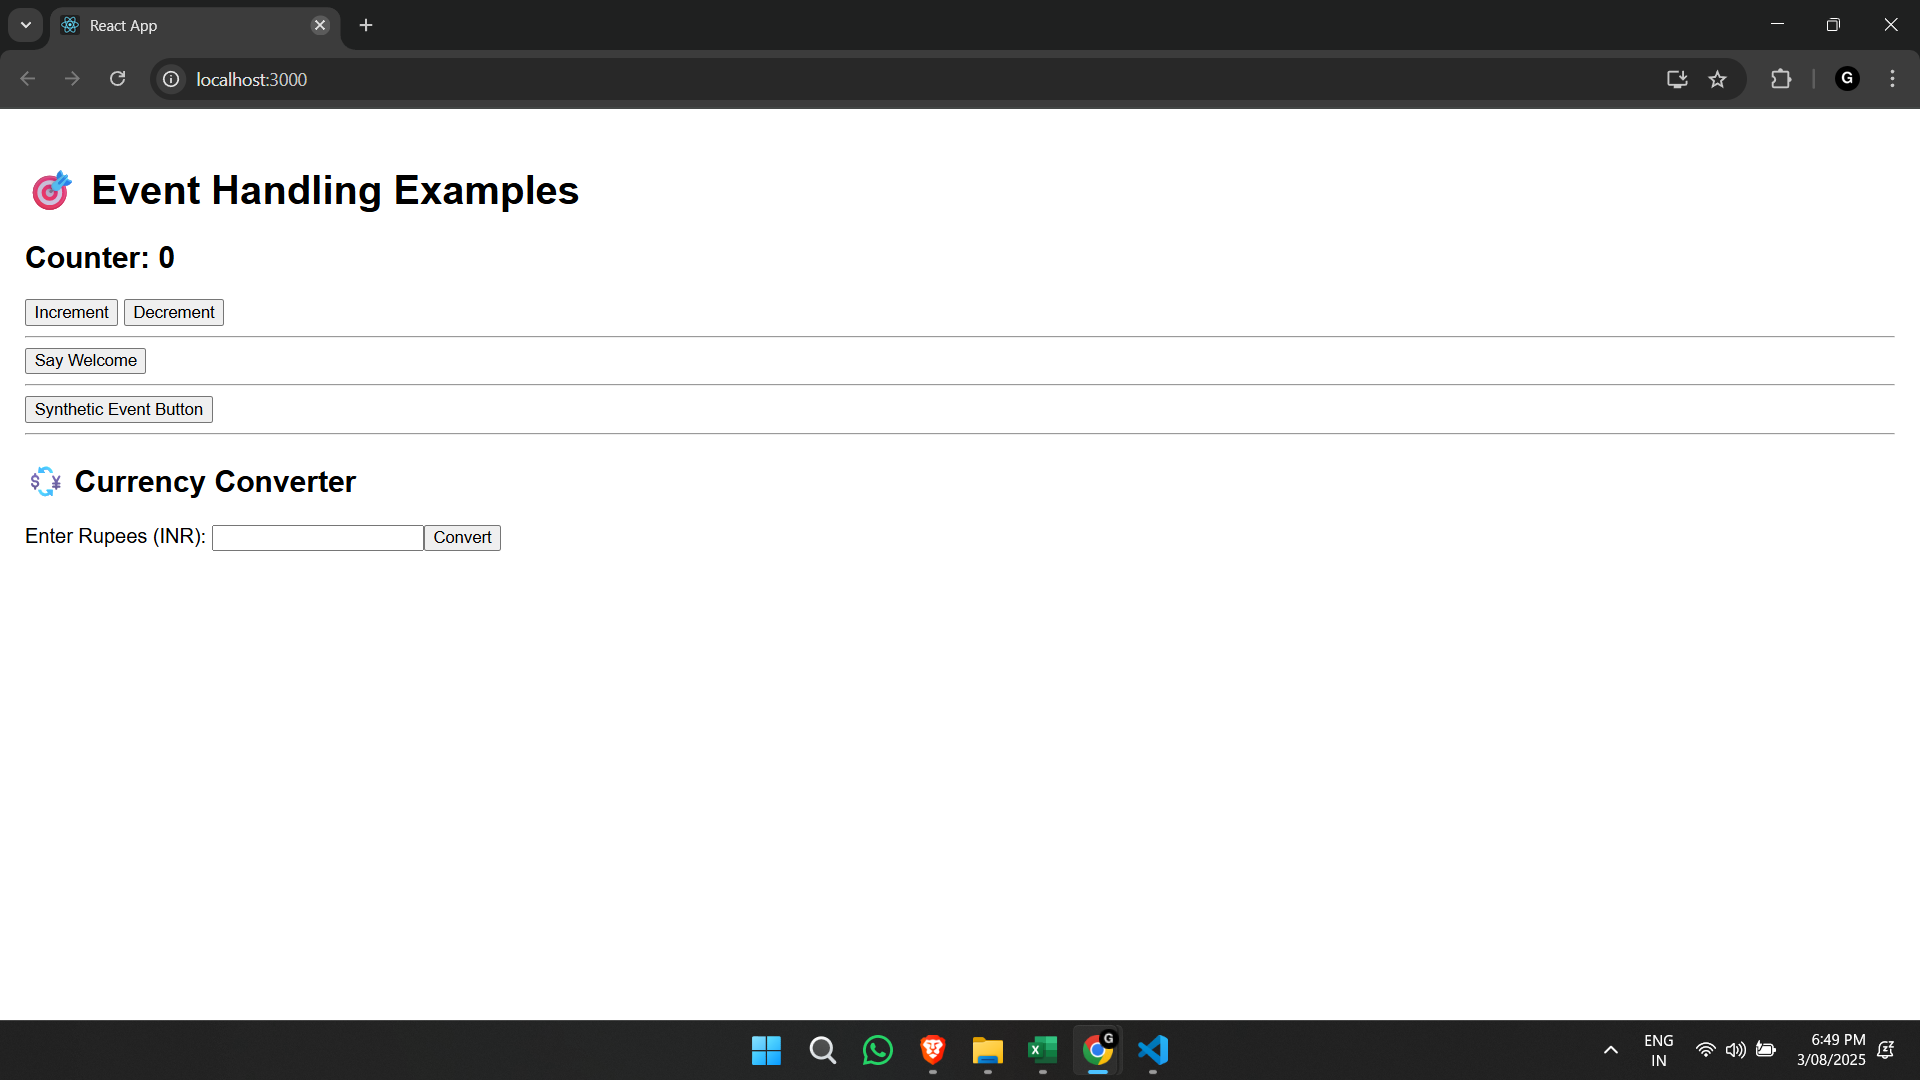 React App
localhost:3000
G
Event Handling Examples
Counter: 0
Increment Decrement
Say Welcome
Synthetic Event Button
$ ¥ Currency Converter
Enter Rupees (INR): Convert
G
X
ENG
IN
6:49 PM
3/08/2025